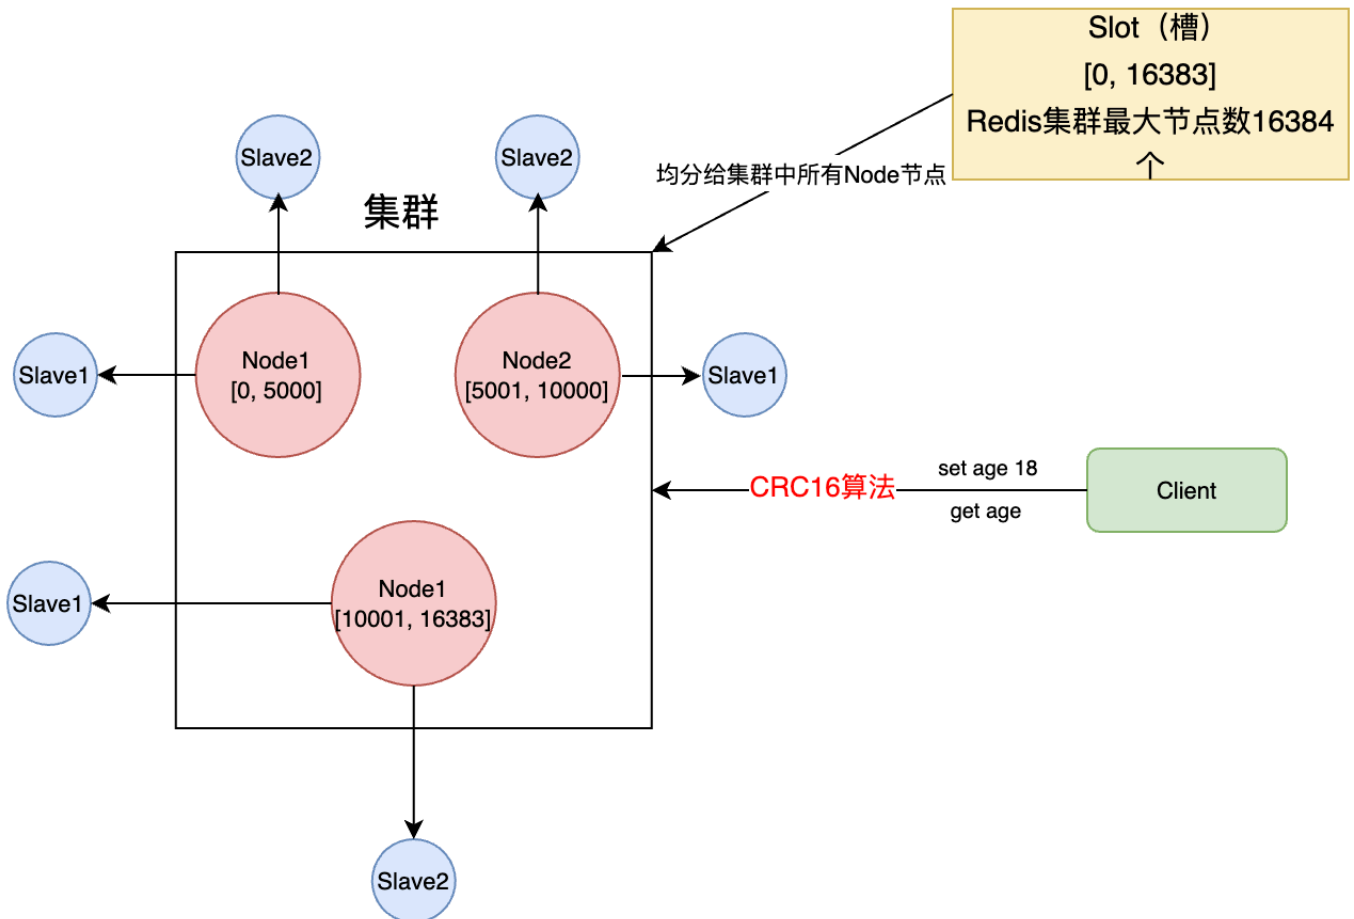 Slot（槽）
[0, 16383]
Redis集群最大节点数16384
个
均分给集群中所有Node节点
Slave2
Slave2
集群
Node1
[0, 5000]
Node2
[5001, 10000]
Slave1
Slave1
set age 18
CRC16算法
get age
Client
Node1
[10001, 16383]
Slave1
Slave2